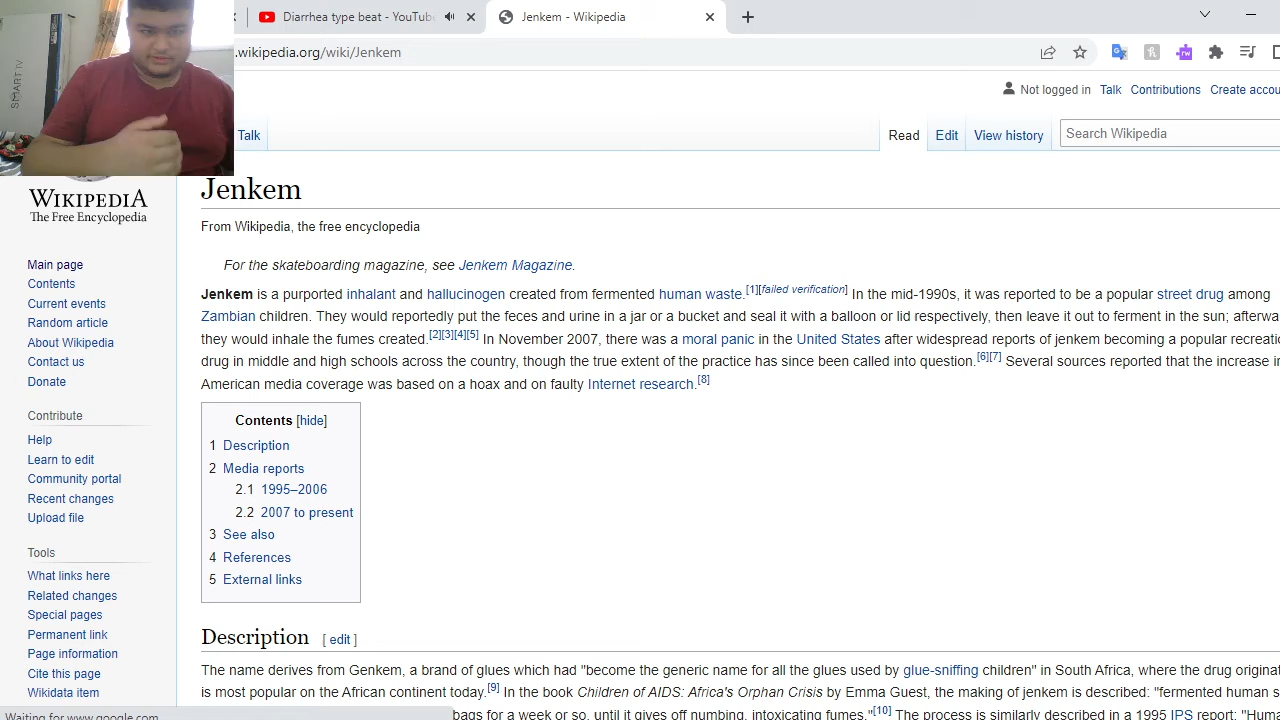 Diarrhea type beat - YouTub
Jenkem - Wikipedia
.wikipedia.org/wiki/Jenkem
SMART TV
Not logged in Talk Contributions Create accou
Talk
Read Edit View history Search Wikipedia
WIKIPEDIA
The Free Encyclopedia
Main page
Contents
Current events
Random article
About Wikipedia
Contact us
Donate
Contribute
Help
Learn to edit
Community portal
Recent changes
Upload file
Tools
What links here
Related changes
Special pages
Permanent link
Page information
Cite this page
Wikidata item
Jenkem
From Wikipedia, the free encyclopedia
For the skateboarding magazine, see Jenkem Magazine.
Jenkem is a purported inhalant and hallucinogen created from fermented human waste.[1][failed verification] In the mid-1990s, it was reported to be a popular street drug among
Zambian children. They would reportedly put the feces and urine in a jar or a bucket and seal it with a balloon or lid respectively, then leave it out to ferment in the sun; afterwa
they would inhale the fumes created.[2][3][4][5] In November 2007, there was a moral panic in the United States after widespread reports of jenkem becoming a popular recreati
drug in middle and high schools across the country, though the true extent of the practice has since been called into question.[6][7] Several sources reported that the increase in
American media coverage was based on a hoax and on faulty Internet research.[8]
Contents [hide]
1 Description
2 Media reports
2.1 1995–2006
2.2 2007 to present
3 See also
4 References
5 External links
Description [ edit ]
The name derives from Genkem, a brand of glues which had "become the generic name for all the glues used by glue-sniffing children" in South Africa, where the drug originat
is most popular on the African continent today.[9] In the book Children of AIDS: Africa's Orphan Crisis by Emma Guest, the making of jenkem is described: "fermented human s
bags for a week or so, until it gives off numbing, intoxicating fumes."[10] The process is similarly described in a 1995 IPS report: "Hum
Waiting for www.google.com